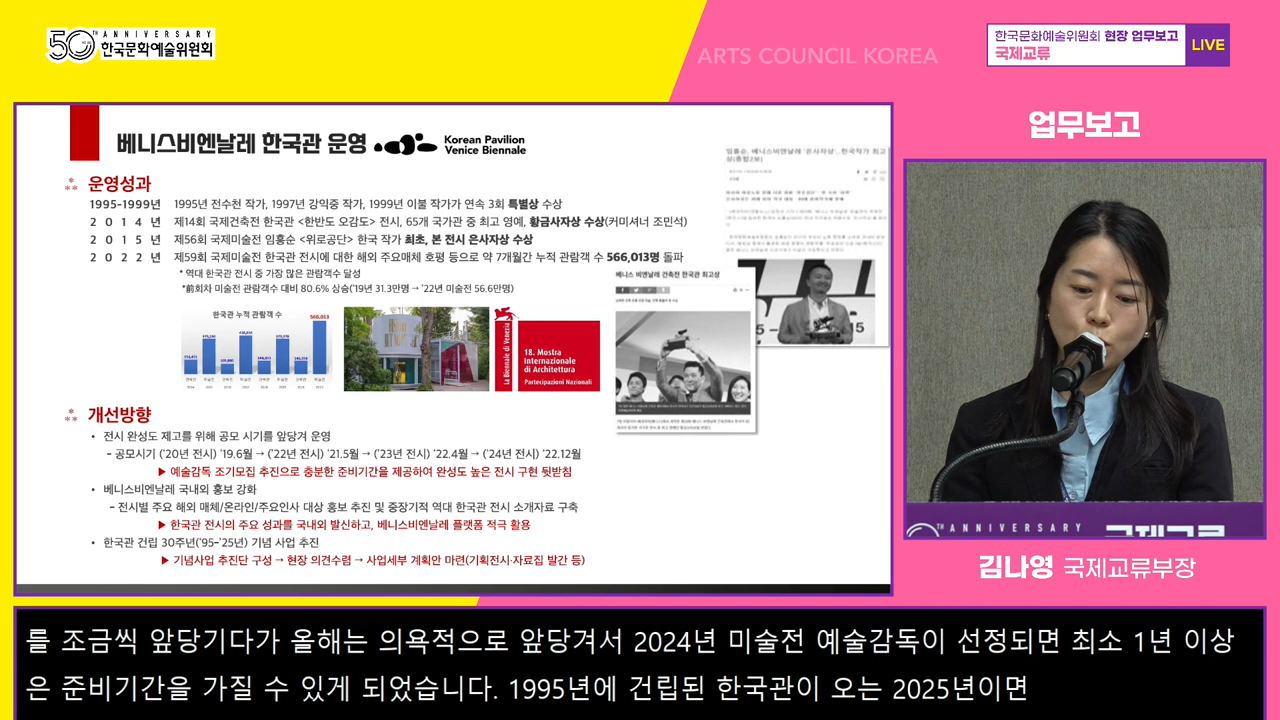 50TH ANNIVERSARY
한국문화예술위원회
ARTS COUNCIL KOREA
한국문화예술위원회 현장 업무보고
국제교류
LIVE
업무보고
베니스비엔날레 한국관 운영
Korean Pavilion
Venice Biennale
운영성과
1995-1999년 1995년 전수천 작가, 1997년 강익중 작가, 1999년 이불 작가가 연속 3회 특별상 수상
2 0 1 4 년 제14회 국제건축전 한국관 <한반도 오감도> 전시, 65개 국가관 중 최고 영예, 황금사자상 수상(커미셔너 조민석)
2 0 1 5 년 제56회 국제미술전 임흥순 <위로공단> 한국 작가 최초, 본 전시 은사자상 수상
2 0 2 2 년 제59회 국제미술전 한국관 전시에 대한 해외 주요매체 호평 등으로 약 7개월간 누적 관람객 수 566,013명 돌파
* 역대 한국관 전시 중 가장 많은 관람객수 달성
*前회차 미술전 관람객수 대비 80.6% 상승('19년 31.3만명 → '22년 미술전 56.6만명)
임흥순, 베니스비엔날레 '은사자상'...한국작가 최고상(종합2보)
베니스 비엔날레 건축전 한국관 최고상
한국관 누적 관람객 수
566,013
La Biennale di Venezia
18. Mostra
Internazionale
di Architettura
Partecipazioni Nazionali
개선방향
• 전시 완성도 제고를 위해 공모 시기를 앞당겨 운영
- 공모시기 ('20년 전시) '19.6월 → ('22년 전시) '21.5월 → ('23년 전시) '22.4월 → ('24년 전시) '22.12월
▶ 예술감독 조기모집 추진으로 충분한 준비기간을 제공하여 완성도 높은 전시 구현 뒷받침
• 베니스비엔날레 국내외 홍보 강화
- 전시별 주요 해외 매체/온라인/주요인사 대상 홍보 추진 및 중장기적 역대 한국관 전시 소개자료 구축
▶ 한국관 전시의 주요 성과를 국내외 발신하고, 베니스비엔날레 플랫폼 적극 활용
• 한국관 건립 30주년('95-'25년) 기념 사업 추진
▶ 기념사업 추진단 구성 → 현장 의견수렴 → 사업세부 계획안 마련(기획전시·자료집 발간 등)
TH ANNIVERSARY
국제교류
김나영 국제교류부장
를 조금씩 앞당기다가 올해는 의욕적으로 앞당겨서 2024년 미술전 예술감독이 선정되면 최소 1년 이상
은 준비기간을 가질 수 있게 되었습니다. 1995년에 건립된 한국관이 오는 2025년이면